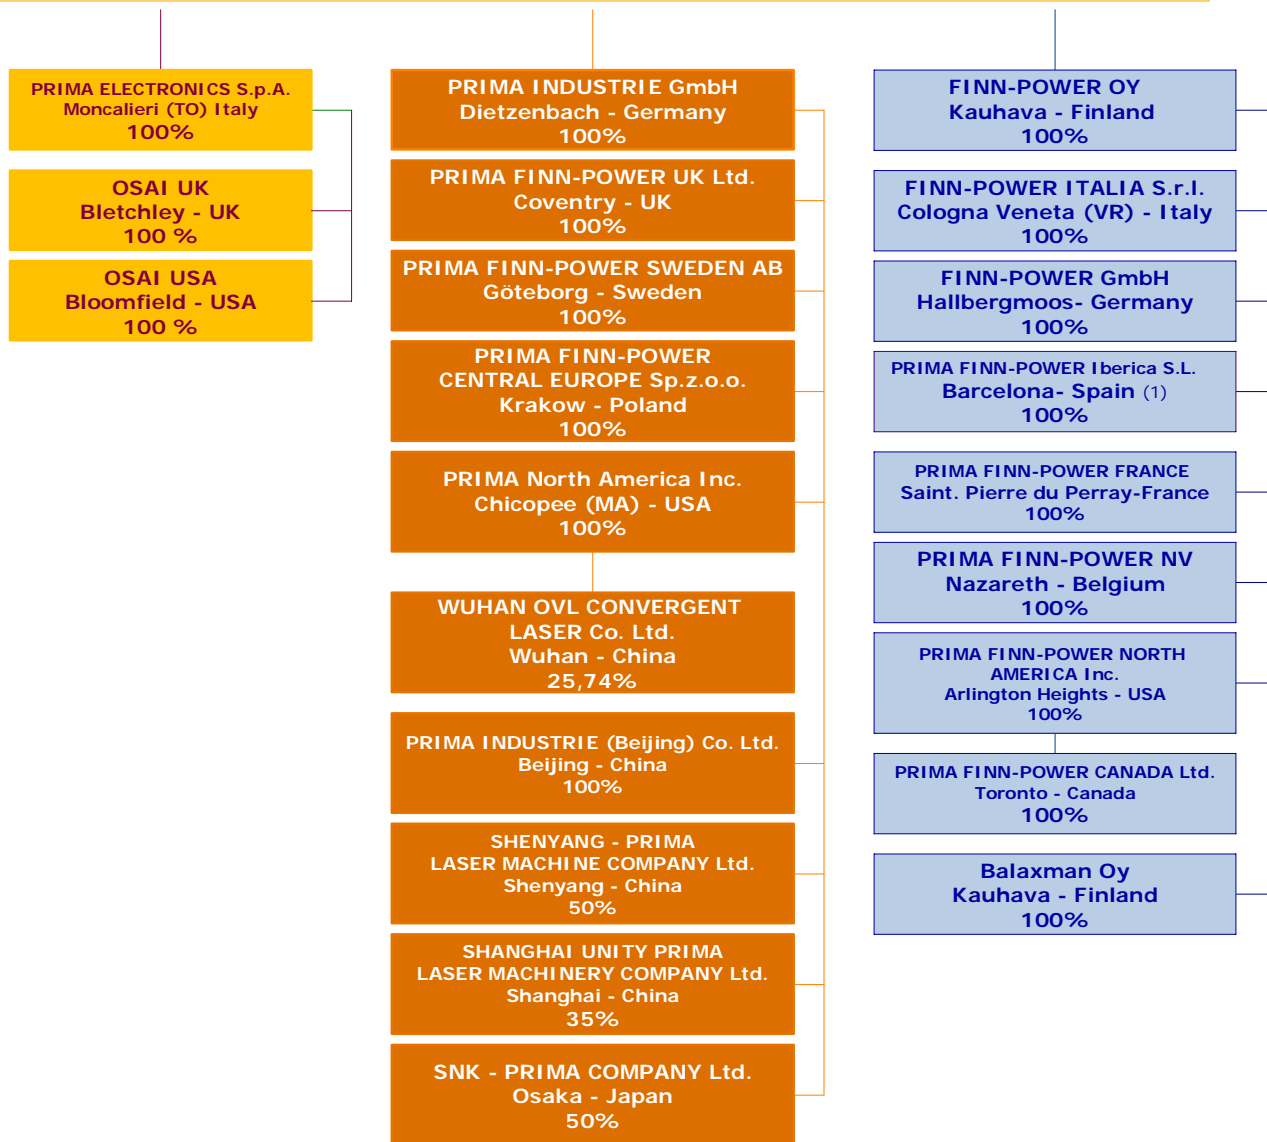 PRIMA ELECTRONICS S.p.A.
Moncalieri (TO) Italy
100%
OSAI UK
Bletchley - UK
100 %
OSAI USA
Bloomfield - USA
100 %
PRIMA INDUSTRIE GmbH
Dietzenbach - Germany
100%
PRIMA FINN-POWER UK Ltd.
Coventry - UK
100%
PRIMA FINN-POWER SWEDEN AB
Göteborg - Sweden
100%
PRIMA FINN-POWER
CENTRAL EUROPE Sp.z.o.o.
Krakow - Poland
100%
PRIMA North America Inc.
Chicopee (MA) - USA
100%
WUHAN OVL CONVERGENT
LASER Co. Ltd.
Wuhan - China
25,74%
PRIMA INDUSTRIE (Beijing) Co. Ltd.
Beijing - China
100%
SHENYANG - PRIMA
LASER MACHINE COMPANY Ltd.
Shenyang - China
50%
SHANGHAI UNITY PRIMA
LASER MACHINERY COMPANY Ltd.
Shanghai - China
35%
SNK - PRIMA COMPANY Ltd.
Osaka - Japan
50%
FINN-POWER OY
Kauhava - Finland
100%
FINN-POWER ITALIA S.r.l.
Cologna Veneta (VR) - Italy
100%
FINN-POWER GmbH
Hallbergmoos- Germany
100%
PRIMA FINN-POWER Iberica S.L.
Barcelona- Spain (1)
100%
PRIMA FINN-POWER FRANCE
Saint. Pierre du Perray-France
100%
PRIMA FINN-POWER NV
Nazareth - Belgium
100%
PRIMA FINN-POWER NORTH
AMERICA Inc.
Arlington Heights - USA
100%
PRIMA FINN-POWER CANADA Ltd.
Toronto - Canada
100%
Balaxman Oy
Kauhava - Finland
100%